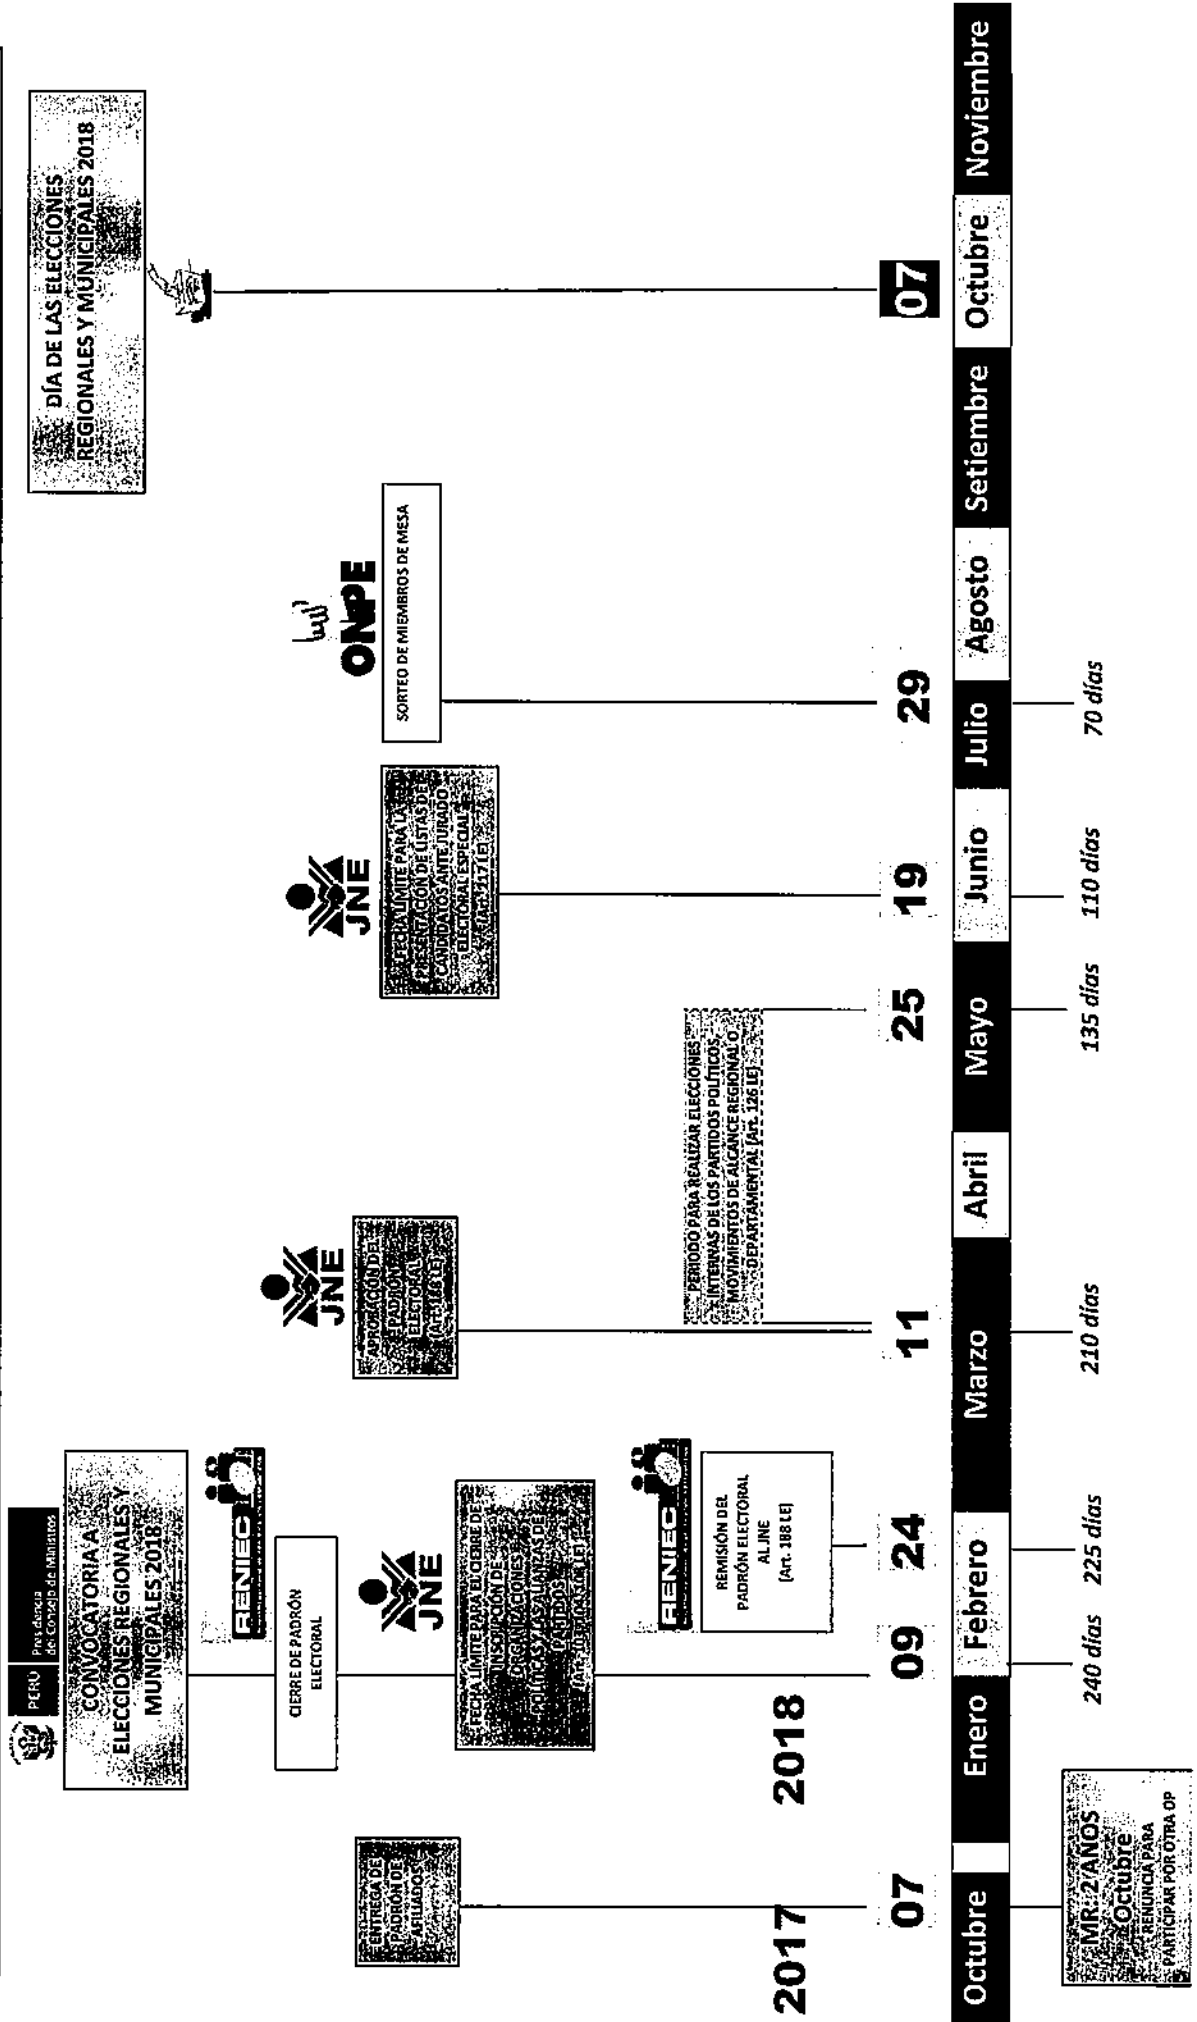 PERÚ
Presidencia
del Consejo de Ministros
CONVOCATORIA A
ELECCIONES REGIONALES Y
MUNICIPALES 2018
RENIEC
CIERRE DE PADRÓN
ELECTORAL
JNE
FECHA LÍMITE PARA EL CIERRE DE
INSCRIPCIÓN DE
ORGANIZACIONES
POLÍTICAS Y LAS ALIANZAS DE
PARTIDOS
RENIEC
REMISIÓN DEL
PADRÓN ELECTORAL
AL JNE
(Art. 188 LE)
ENTREGA DE
PADRÓN DE
AFILIADOS
JNE
APROBACIÓN DEL
PADRÓN
ELECTORAL
(Art. 188 LE)
PERIODO PARA REALIZAR ELECCIONES
INTERNAS DE LOS PARTIDOS POLÍTICOS,
MOVIMIENTOS DE ALCANCE REGIONAL O
DEPARTAMENTAL (Art. 126 LE)
JNE
FECHA LÍMITE PARA LA
PRESENTACIÓN DE LISTAS DE
CANDIDATOS ANTE JURADO
ELECTORAL ESPECIAL
ONPE
SORTEO DE MIEMBROS DE MESA
DÍA DE LAS ELECCIONES
REGIONALES Y MUNICIPALES 2018
2017
2018
07
09
24
11
25
19
29
07
Octubre
Enero
Febrero
Marzo
Abril
Mayo
Junio
Julio
Agosto
Setiembre
Octubre
Noviembre
240 días
225 días
210 días
135 días
110 días
70 días
MR: 2 AÑOS
Octubre
RENUNCIA PARA
PARTICIPAR POR OTRA OP